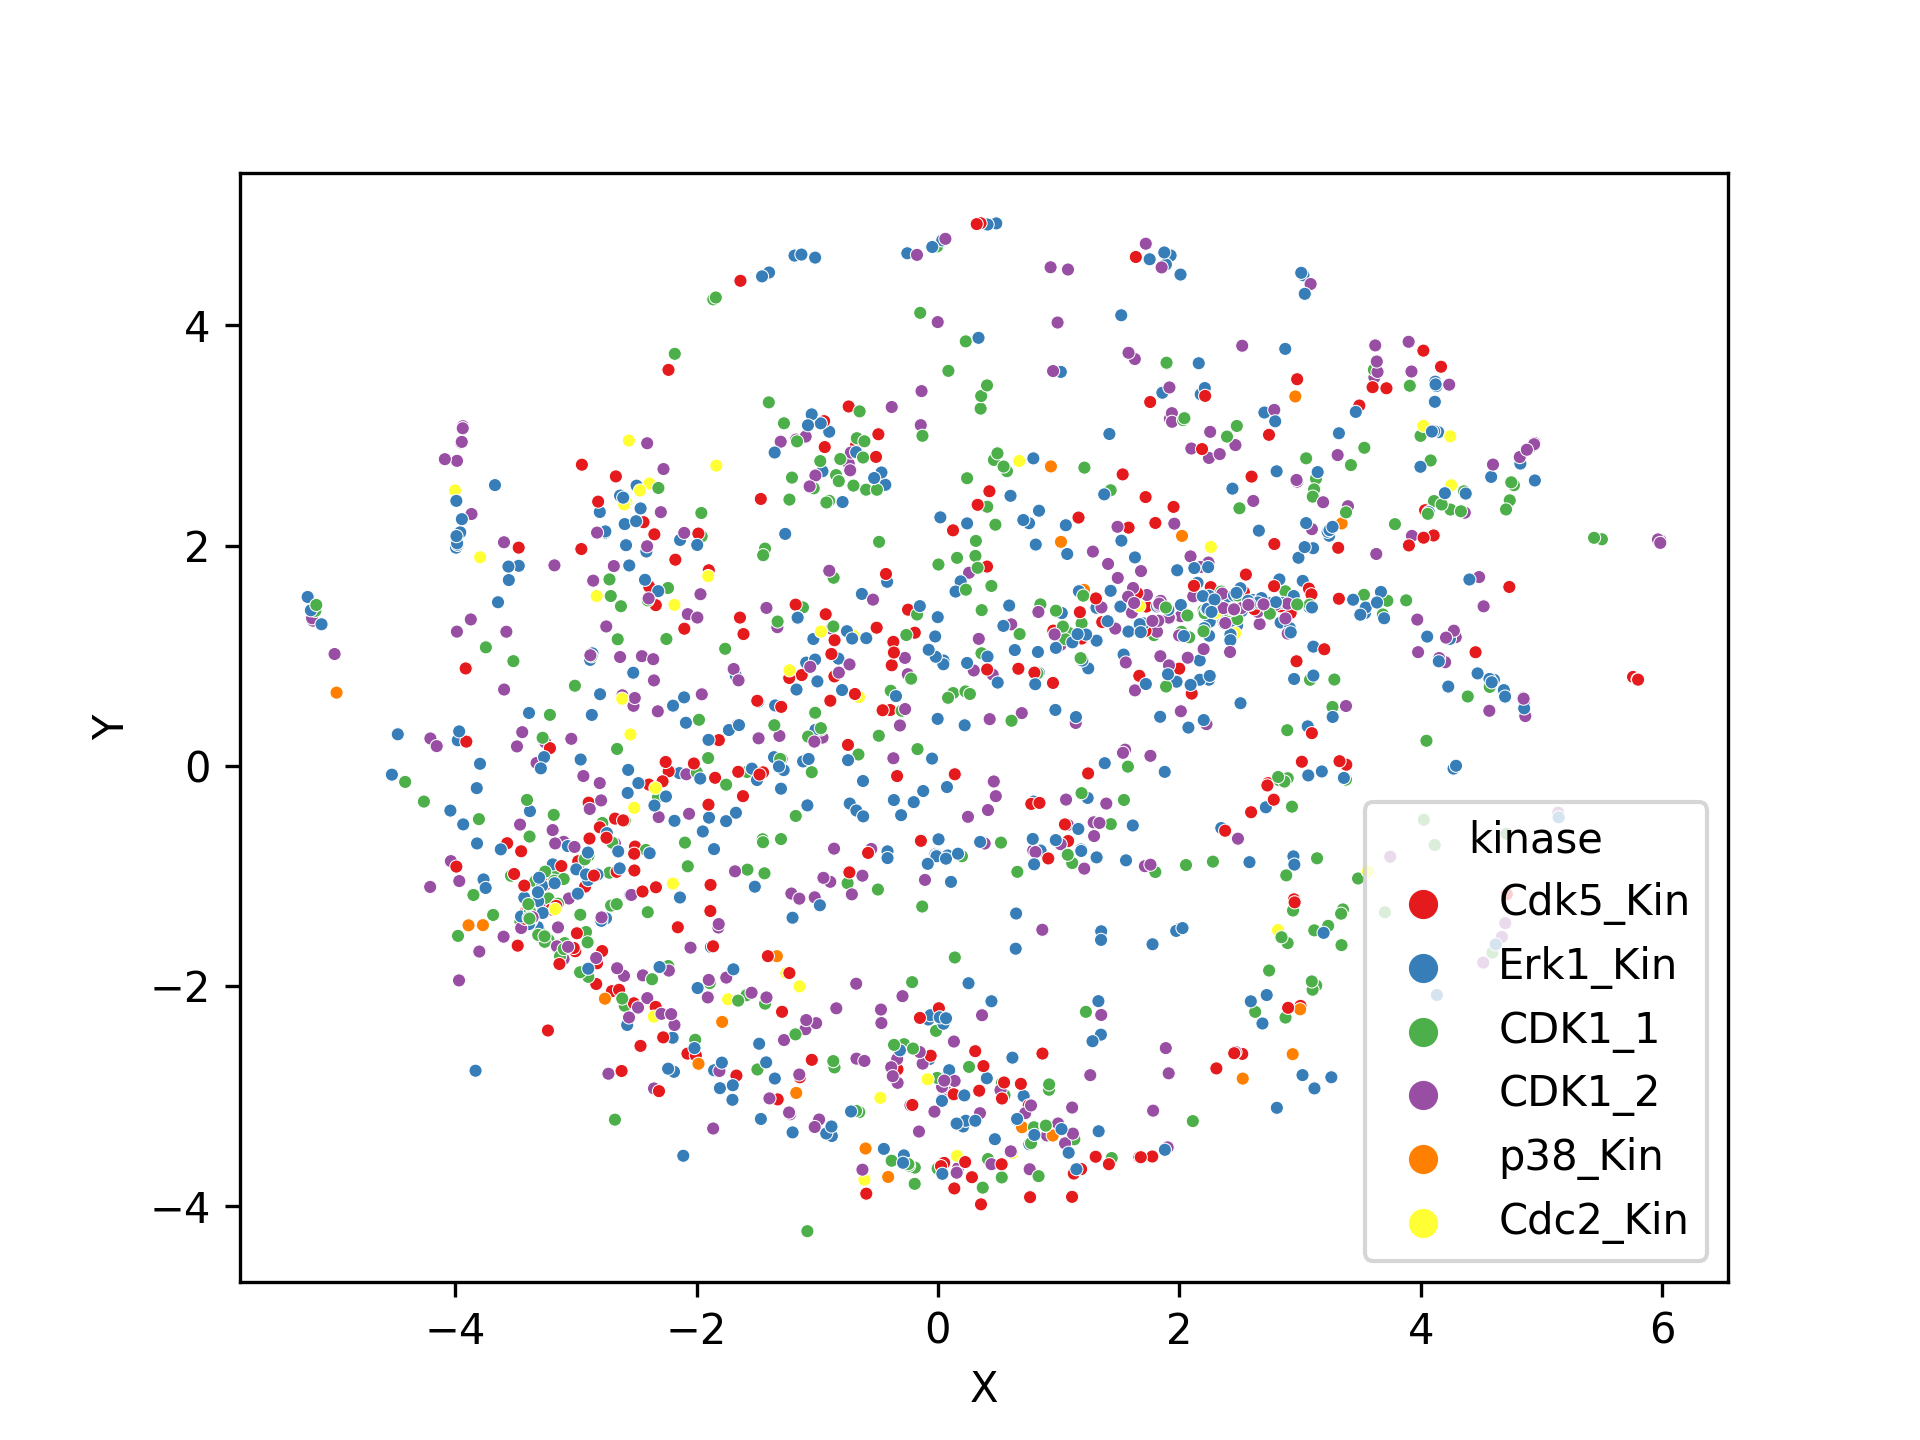 4
2
0
−2
−4
Y
−4 −2 0 2 4 6
X
kinase
Cdk5_Kin
Erk1_Kin
CDK1_1
CDK1_2
p38_Kin
Cdc2_Kin